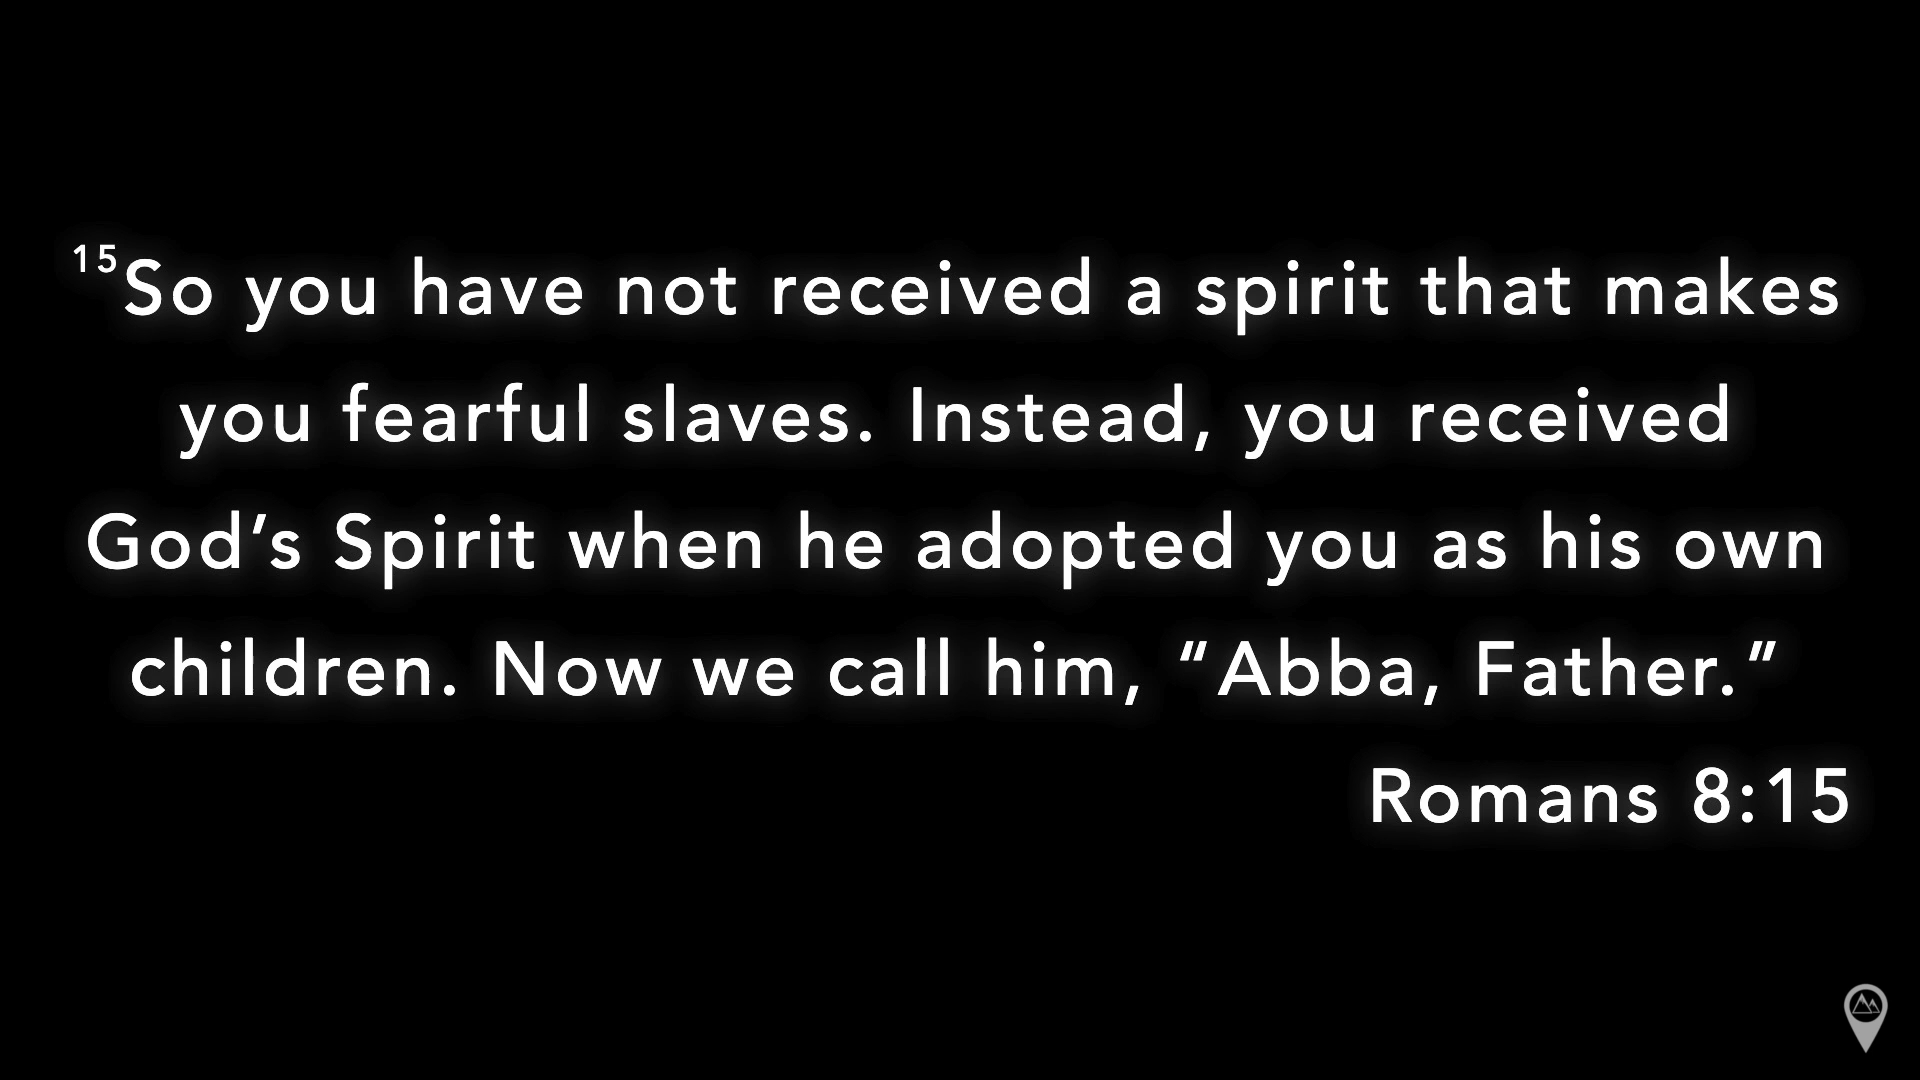 15So you have not received a spirit that makes
you fearful slaves. Instead, you received
God’s Spirit when he adopted you as his own
children. Now we call him, “Abba, Father.”
Romans 8:15